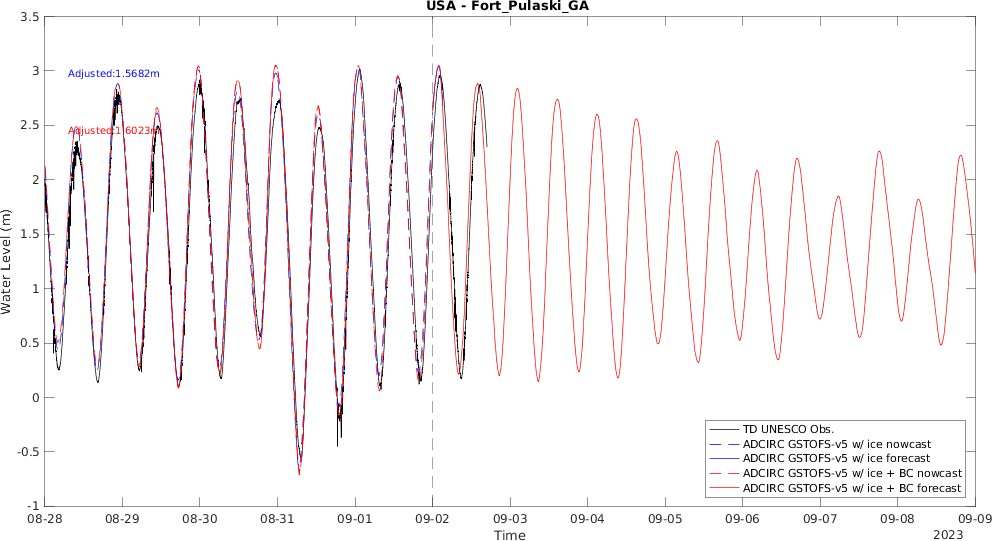 USA - Fort_Pulaski_GA
3.5
3
2.5
2
1.5
1
0.5
0
-0.5
-1
Water Level (m)
Adjusted:1.5682m
Adjusted:1.6023m
TD UNESCO Obs.
ADCIRC GSTOFS-v5 w/ ice nowcast
ADCIRC GSTOFS-v5 w/ ice forecast
ADCIRC GSTOFS-v5 w/ ice + BC nowcast
ADCIRC GSTOFS-v5 w/ ice + BC forecast
08-28 08-29 08-30 08-31 09-01 09-02 09-03 09-04 09-05 09-06 09-07 09-08 09-09
Time
2023